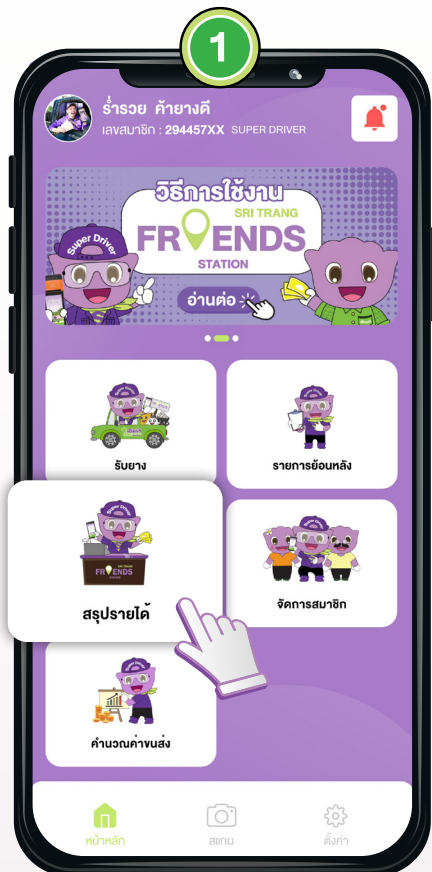 1
ร่ำรวย ค้ายางดี
เลขสมาชิก : 294457XX SUPER DRIVER
วิธีการใช้งาน
SRI TRANG
FRIENDS
STATION
Super Driver
อ่านต่อ
รับยาง
รายการย้อนหลัง
Super Driver
SRI TRANG
FRIENDS
STATION
สรุปรายได้
จัดการสมาชิก
คำนวณค่าขนส่ง
หน้าหลัก
สแกน
ตั้งค่า